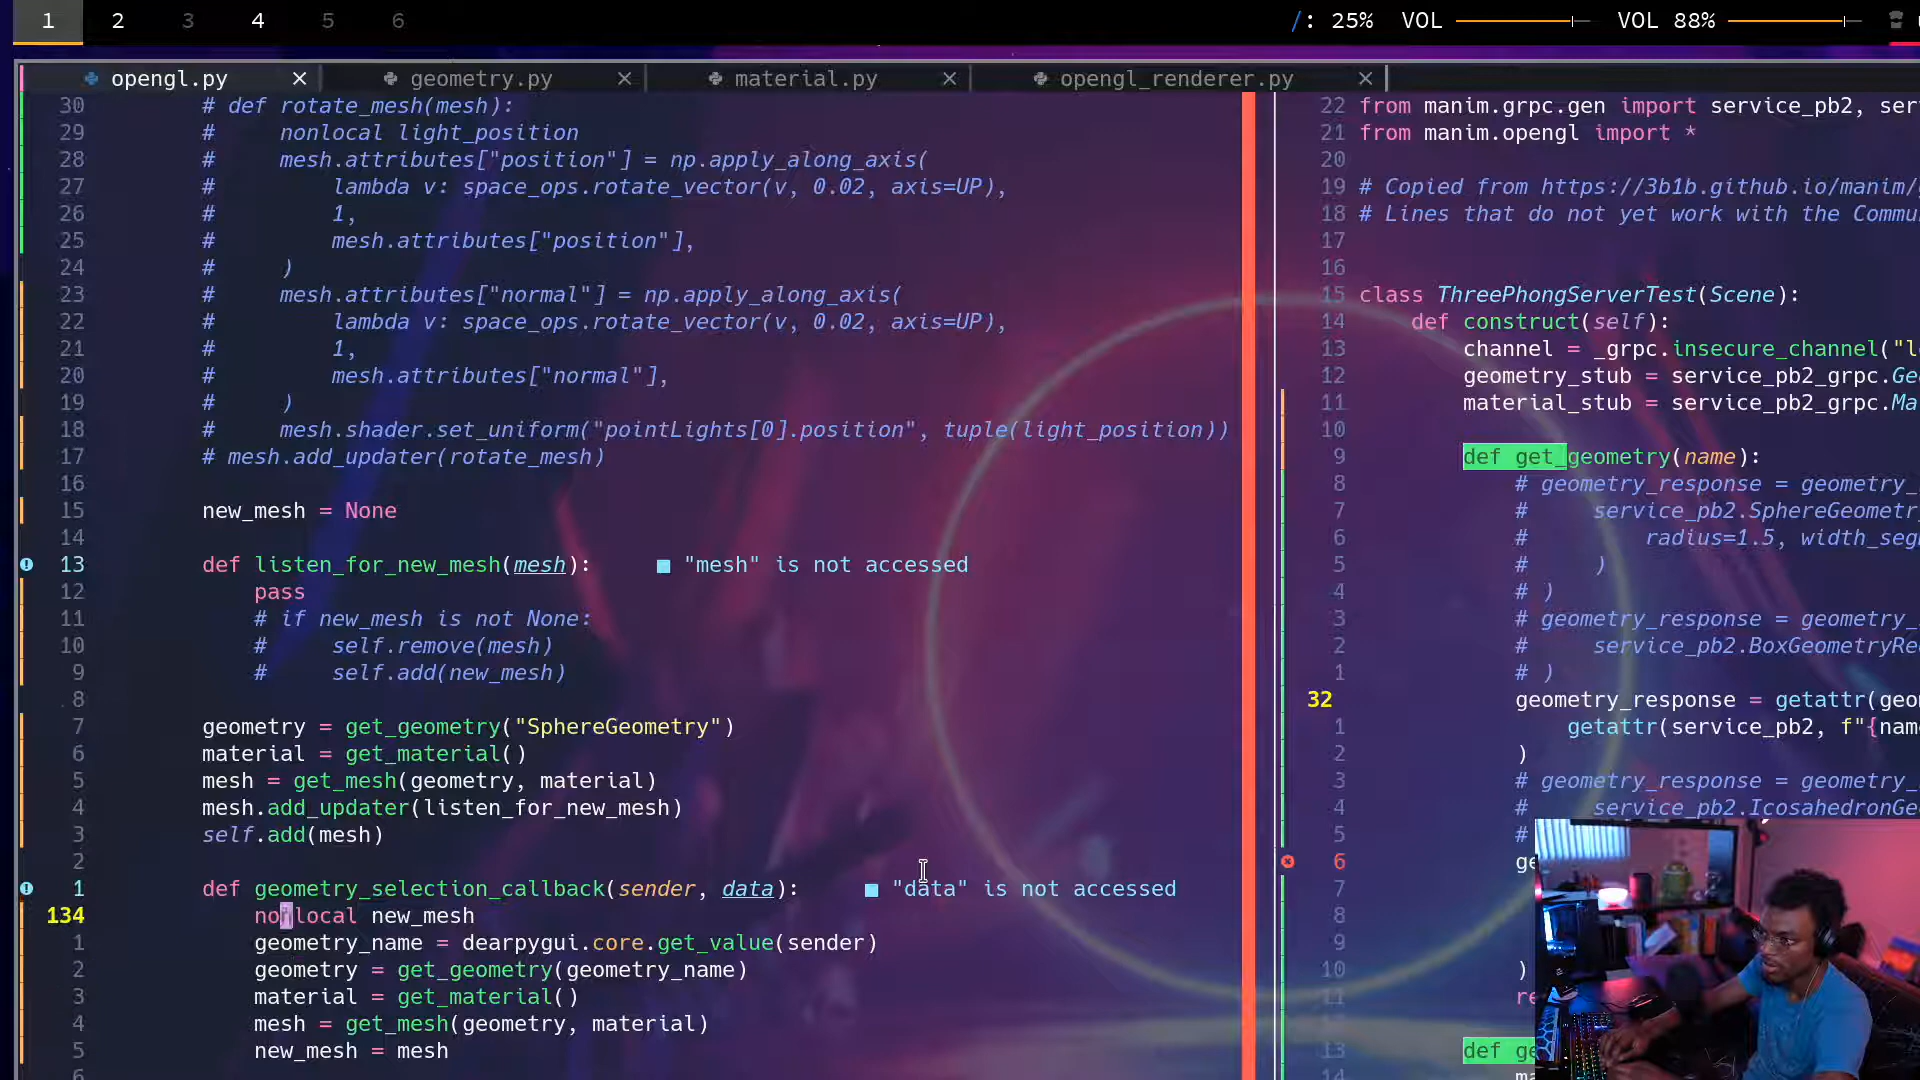 1 2 3 4 5 6 /: 25% VOL VOL 88%
opengl.py geometry.py material.py opengl_renderer.py
30 # def rotate_mesh(mesh):
29 # nonlocal light_position
28 # mesh.attributes["position"] = np.apply_along_axis(
27 # lambda v: space_ops.rotate_vector(v, 0.02, axis=UP),
26 # 1,
25 # mesh.attributes["position"],
24 # )
23 # mesh.attributes["normal"] = np.apply_along_axis(
22 # lambda v: space_ops.rotate_vector(v, 0.02, axis=UP),
21 # 1,
20 # mesh.attributes["normal"],
19 # )
18 # mesh.shader.set_uniform("pointLights[0].position", tuple(light_position))
17 # mesh.add_updater(rotate_mesh)
16
15 new_mesh = None
14
13 def listen_for_new_mesh(mesh): ■ "mesh" is not accessed
12 pass
11 # if new_mesh is not None:
10 # self.remove(mesh)
9 # self.add(new_mesh)
8
7 geometry = get_geometry("SphereGeometry")
6 material = get_material()
5 mesh = get_mesh(geometry, material)
4 mesh.add_updater(listen_for_new_mesh)
3 self.add(mesh)
2
1 def geometry_selection_callback(sender, data): ■ "data" is not accessed
134 nonlocal new_mesh
1 geometry_name = dearpygui.core.get_value(sender)
2 geometry = get_geometry(geometry_name)
3 material = get_material()
4 mesh = get_mesh(geometry, material)
5 new_mesh = mesh
6
22 from manim.grpc.gen import service_pb2, ser
21 from manim.opengl import *
20
19 # Copied from https://3b1b.github.io/manim/
18 # Lines that do not yet work with the Commu
17
16
15 class ThreePhongServerTest(Scene):
14 def construct(self):
13 channel = _grpc.insecure_channel("l
12 geometry_stub = service_pb2_grpc.Ge
11 material_stub = service_pb2_grpc.Ma
10
9 def get_geometry(name):
8 # geometry_response = geometry_
7 # service_pb2.SphereGeometr
6 # radius=1.5, width_seg
5 # )
4 # )
3 # geometry_response = geometry_
2 # service_pb2.BoxGeometryRe
1 # )
32 geometry_response = getattr(geo
1 getattr(service_pb2, f"{name
2 )
3 # geometry_response = geometry_
4 # service_pb2.IcosahedronGe
5 #
6 ge
7
8
9
10 )
11 re
13 def ge
14 ma